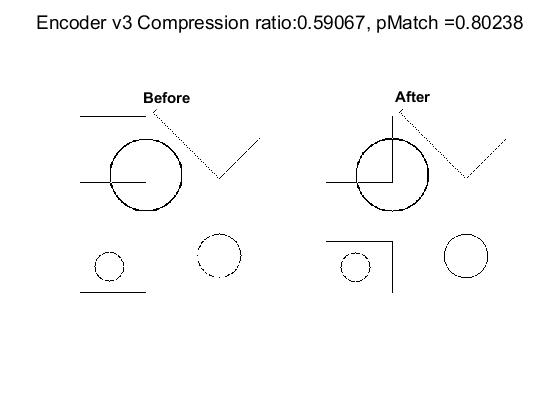 Encoder v3 Compression ratio:0.59067, pMatch =0.80238
Before
After